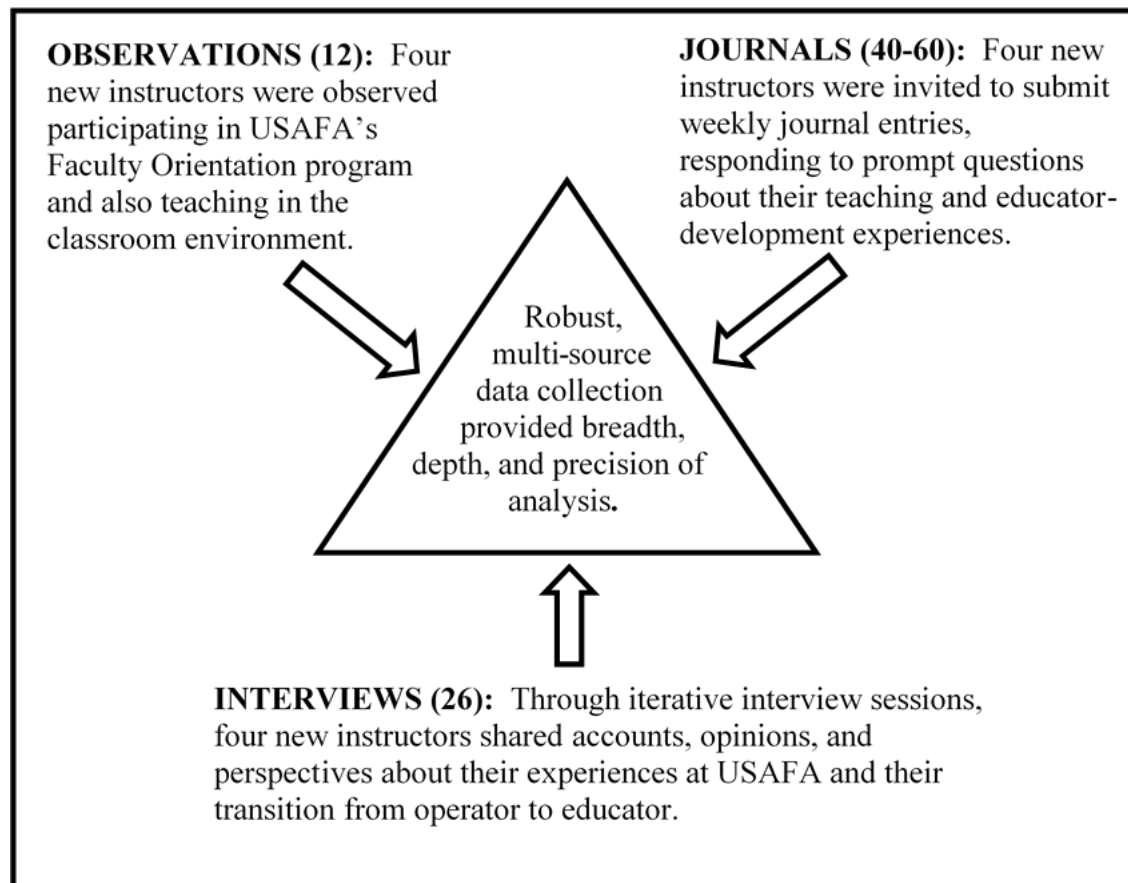 OBSERVATIONS (12):  Four
new instructors were observed
participating in USAFA’s
Faculty Orientation program
and also teaching in the
classroom environment.
JOURNALS (40-60):  Four new
instructors were invited to submit
weekly journal entries,
responding to prompt questions
about their teaching and educator-
development experiences.
Robust,
multi-source
data collection
provided breadth,
depth, and precision of
analysis.
INTERVIEWS (26):  Through iterative interview sessions,
four new instructors shared accounts, opinions, and
perspectives about their experiences at USAFA and their
transition from operator to educator.